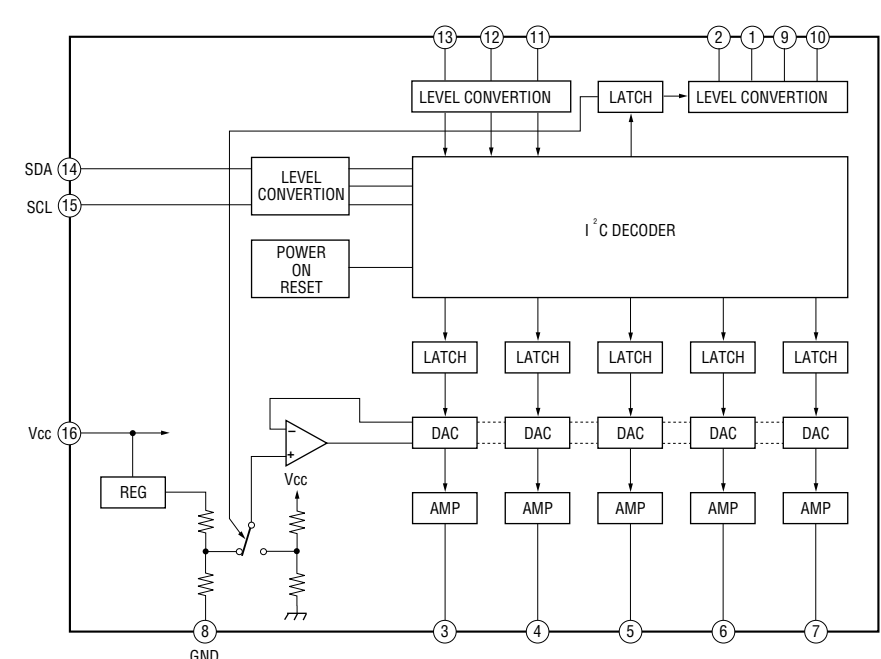 13 12 11 2 1 9 10
LEVEL CONVERTION LATCH LEVEL CONVERTION
SDA 14
LEVEL
CONVERTION
SCL 15
I²C DECODER
POWER
ON
RESET
LATCH LATCH LATCH LATCH LATCH
Vcc 16
−
+
DAC DAC DAC DAC DAC
Vcc
REG
AMP AMP AMP AMP AMP
8 3 4 5 6 7
GND